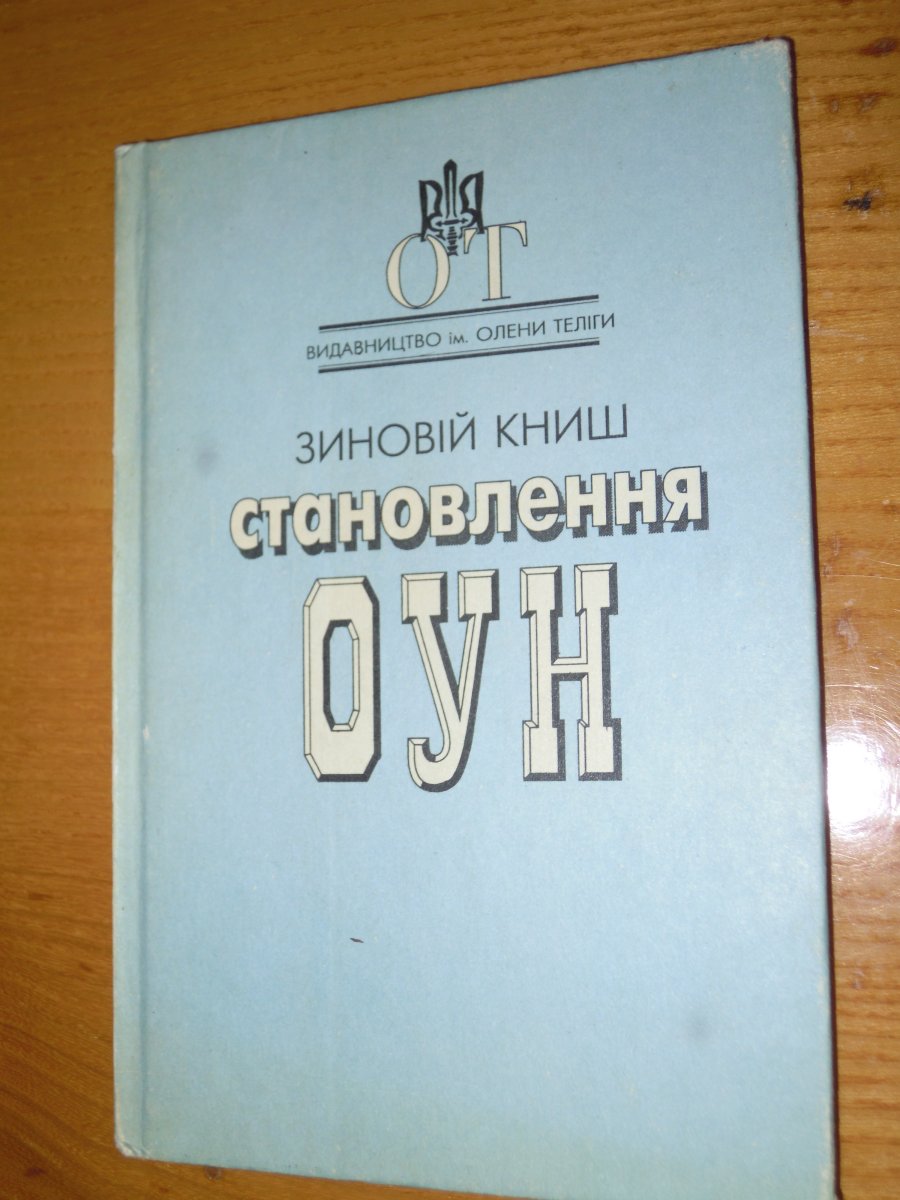 ОТ
ВИДАВНИЦТВО ім. ОЛЕНИ ТЕЛІГИ
ЗИНОВІЙ КНИШ
становлення
ОУН